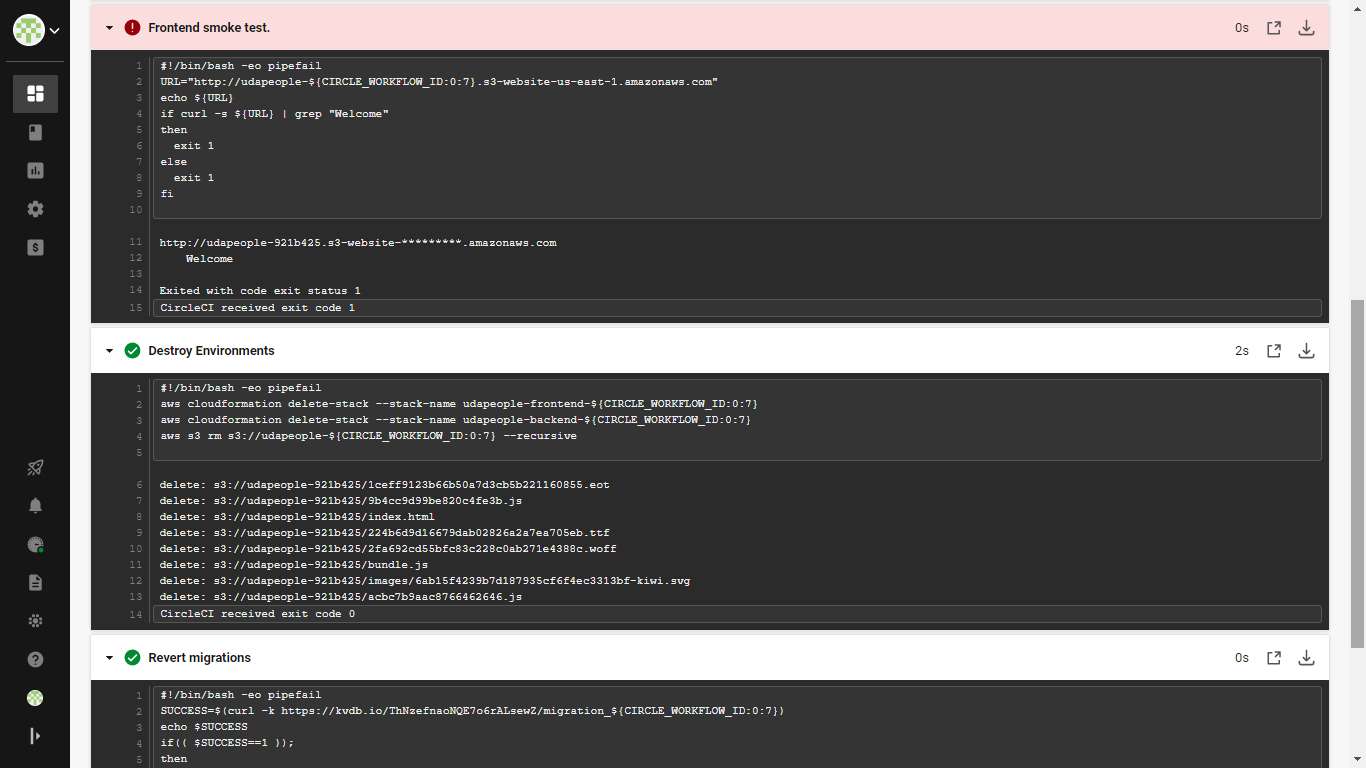 Frontend smoke test.
0s
1 #!/bin/bash -eo pipefail
2 URL="http://udapeople-${CIRCLE_WORKFLOW_ID:0:7}.s3-website-us-east-1.amazonaws.com"
3 echo ${URL}
4 if curl -s ${URL} | grep "Welcome"
5 then
6   exit 1
7 else
8   exit 1
9 fi
10
11 http://udapeople-921b425.s3-website-*********.amazonaws.com
12     Welcome
13
14 Exited with code exit status 1
15 CircleCI received exit code 1
Destroy Environments
2s
1 #!/bin/bash -eo pipefail
2 aws cloudformation delete-stack --stack-name udapeople-frontend-${CIRCLE_WORKFLOW_ID:0:7}
3 aws cloudformation delete-stack --stack-name udapeople-backend-${CIRCLE_WORKFLOW_ID:0:7}
4 aws s3 rm s3://udapeople-${CIRCLE_WORKFLOW_ID:0:7} --recursive
5
6 delete: s3://udapeople-921b425/1ceff9123b66b50a7d3cb5b221160855.eot
7 delete: s3://udapeople-921b425/9b4cc9d99be820c4fe3b.js
8 delete: s3://udapeople-921b425/index.html
9 delete: s3://udapeople-921b425/224b6d9d16679dab02826a2a7ea705eb.ttf
10 delete: s3://udapeople-921b425/2fa692cd55bfc83c228c0ab271e4388c.woff
11 delete: s3://udapeople-921b425/bundle.js
12 delete: s3://udapeople-921b425/images/6ab15f4239b7d187935cf6f4ec3313bf-kiwi.svg
13 delete: s3://udapeople-921b425/acbc7b9aac8766462646.js
14 CircleCI received exit code 0
Revert migrations
0s
1 #!/bin/bash -eo pipefail
2 SUCCESS=$(curl -k https://kvdb.io/ThNzefnaoNQE7o6rALsewZ/migration_${CIRCLE_WORKFLOW_ID:0:7})
3 echo $SUCCESS
4 if(( $SUCCESS==1 ));
5 then